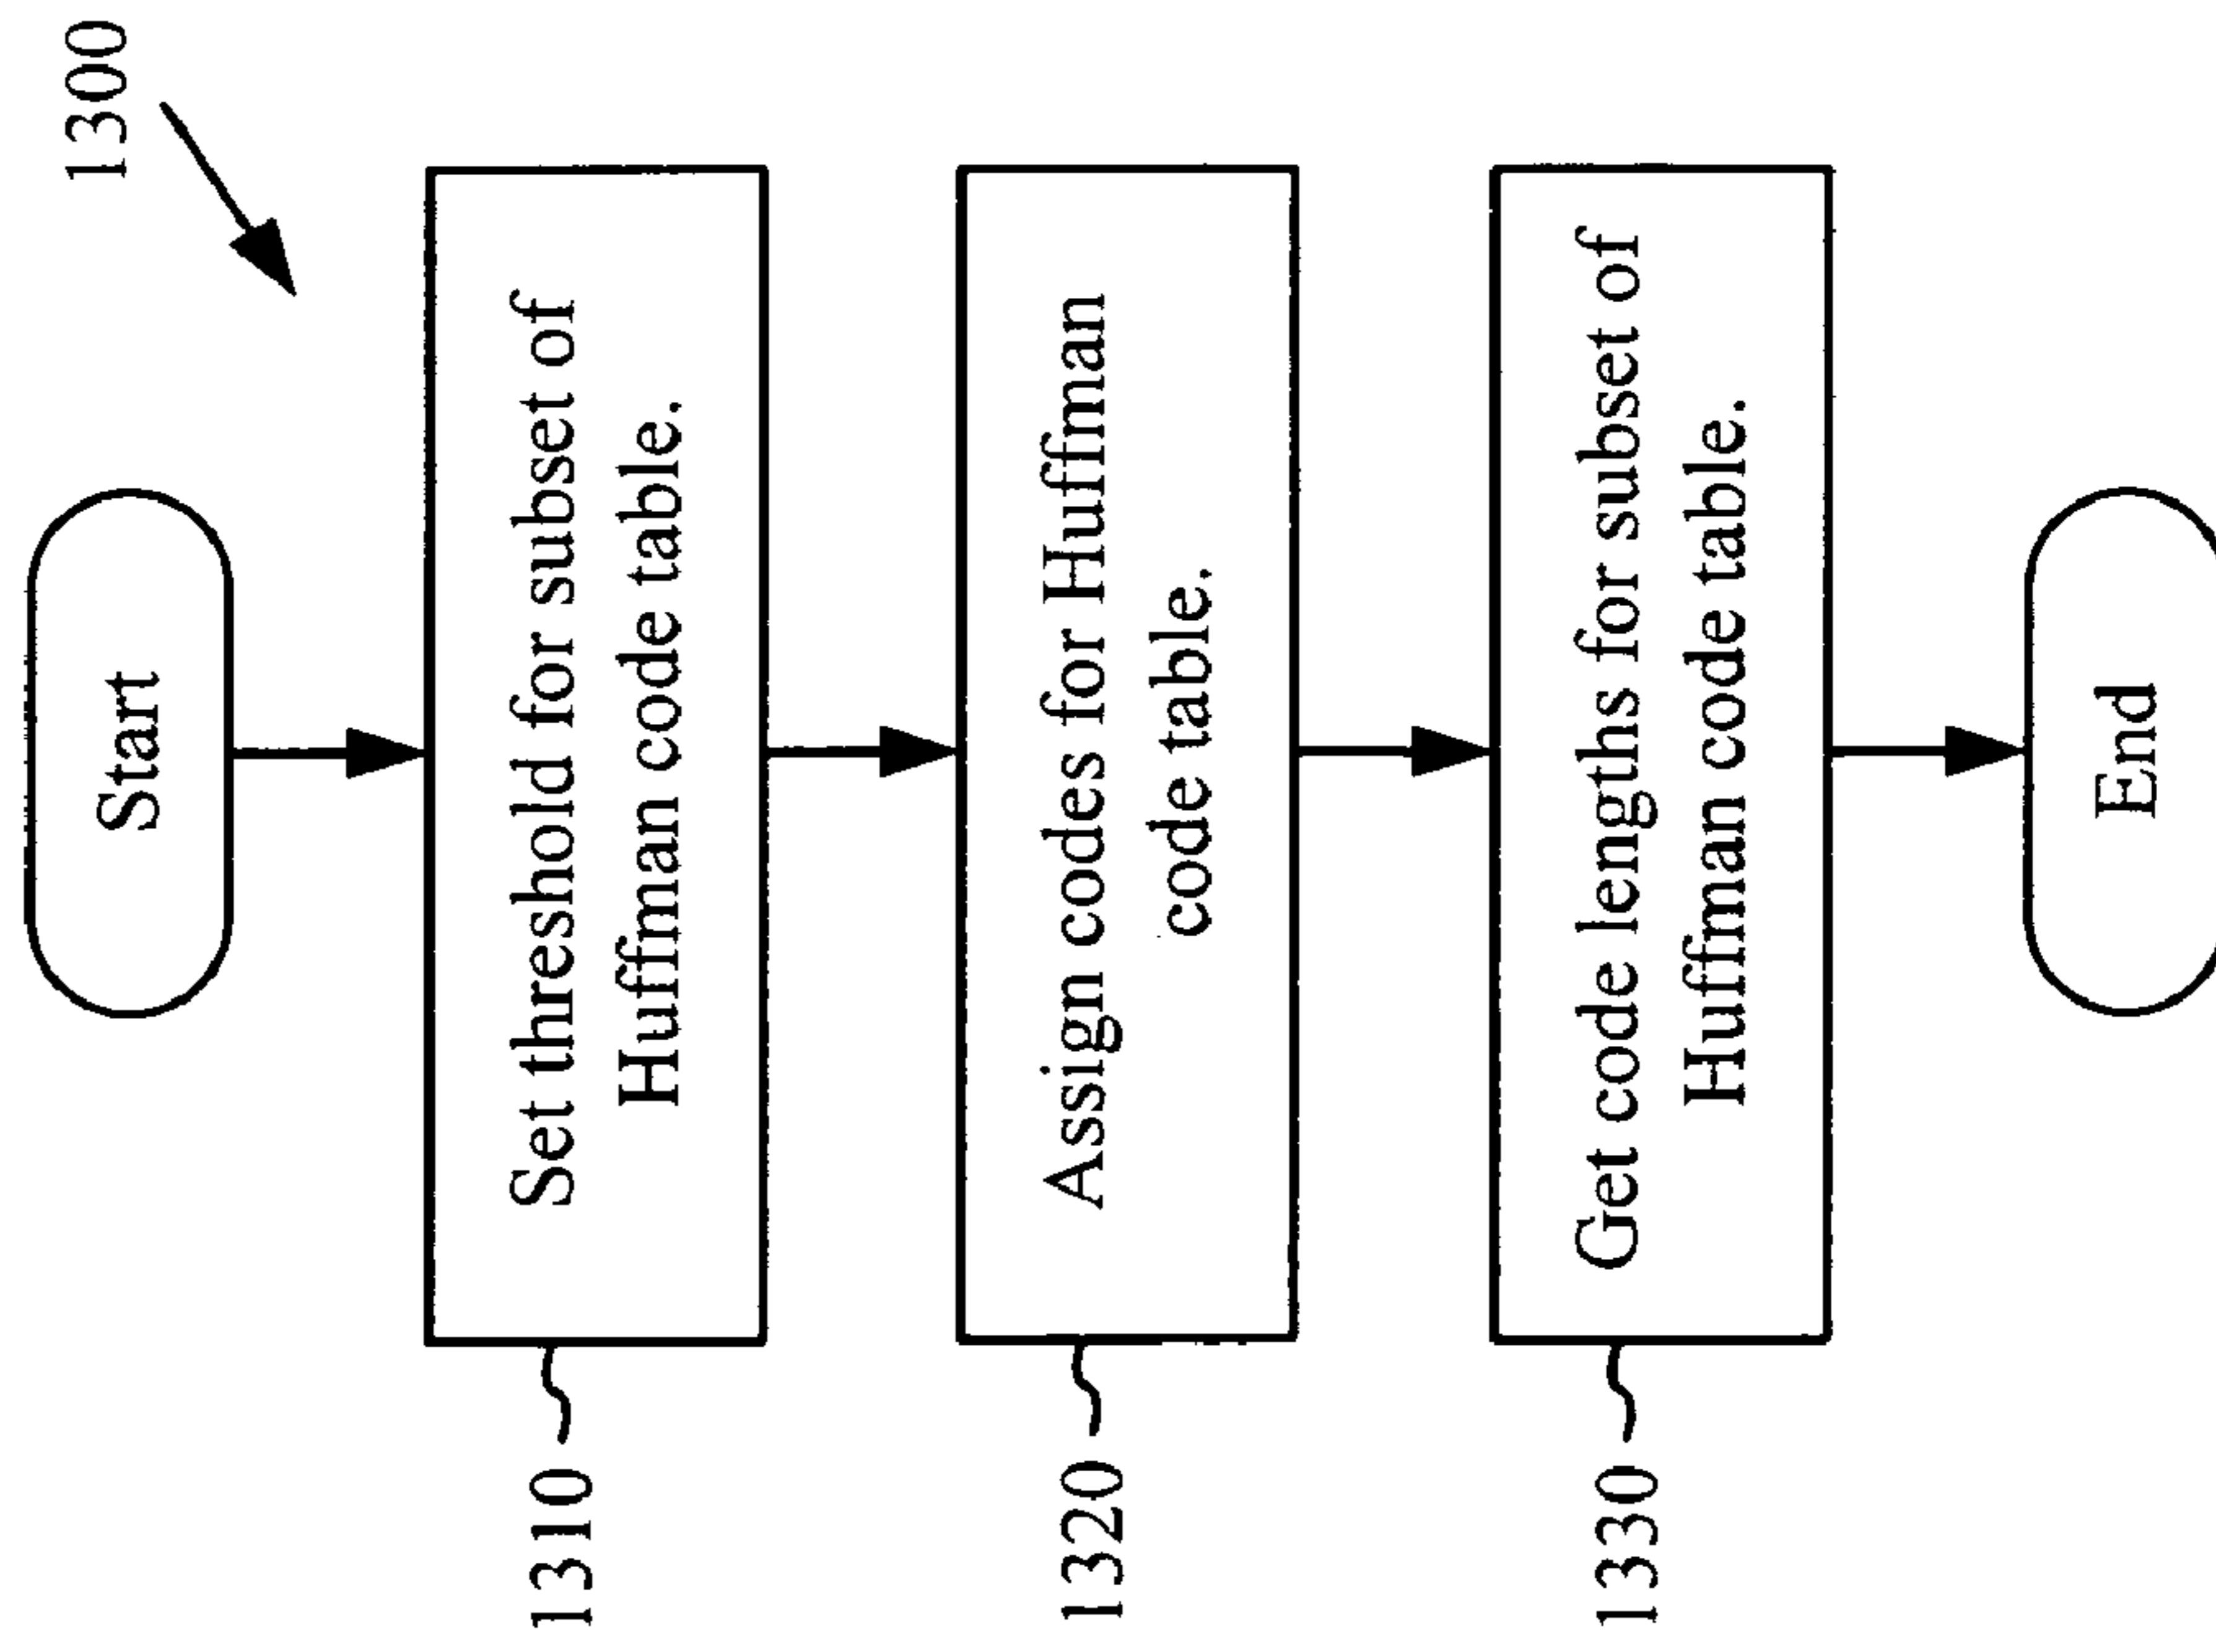 1300
Start
1310
Set threshold for subset of
Huffman code table.
1320
Assign codes for Huffman
code table.
1330
Get code lengths for subset of
Huffman code table.
End